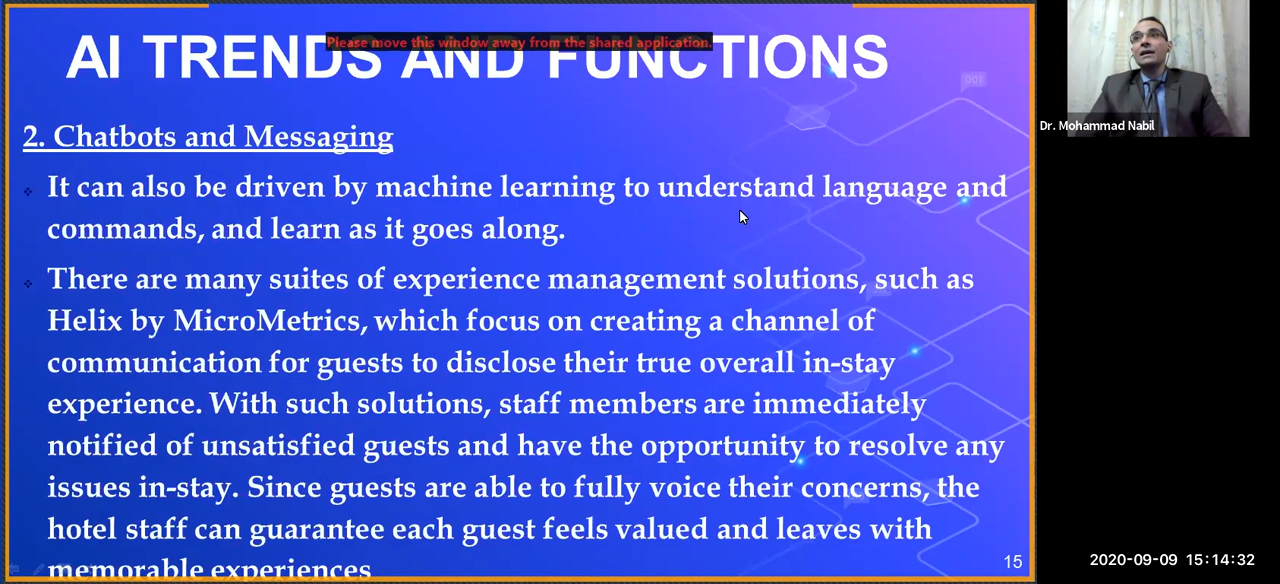 AI TRENDS AND FUNCTIONS
Please move this window away from the shared application.
2. Chatbots and Messaging
It can also be driven by machine learning to understand language and
commands, and learn as it goes along.
There are many suites of experience management solutions, such as
Helix by MicroMetrics, which focus on creating a channel of
communication for guests to disclose their true overall in-stay
experience. With such solutions, staff members are immediately
notified of unsatisfied guests and have the opportunity to resolve any
issues in-stay. Since guests are able to fully voice their concerns, the
hotel staff can guarantee each guest feels valued and leaves with
memorable experiences
15
Dr. Mohammad Nabil
2020-09-09 15:14:32